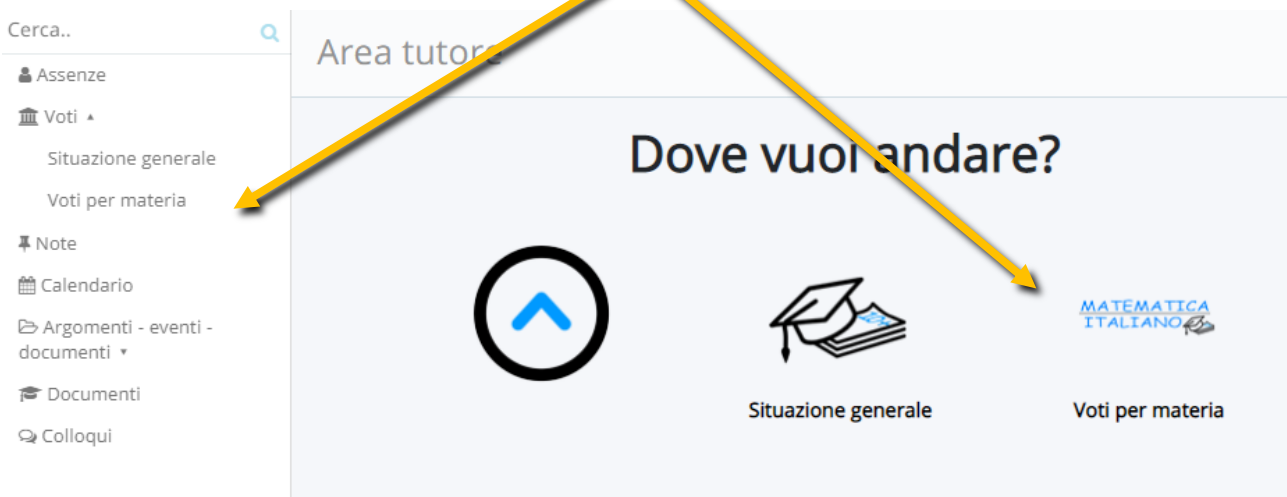 Cerca..
Assenze
Voti
Situazione generale
Voti per materia
Note
Calendario
Argomenti - eventi -
documenti
Documenti
Colloqui
Area tutore
Dove vuoi andare?
MATEMATICA
ITALIANO
Situazione generale
Voti per materia